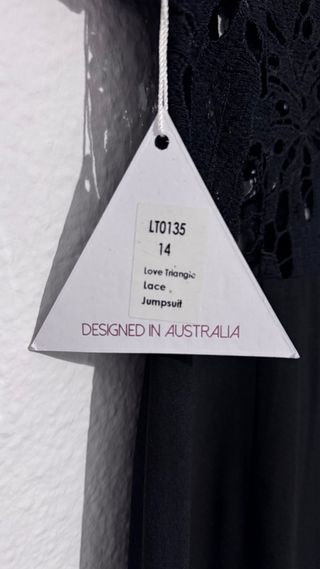 LT0135
14
Love Triangle
Lace
Jumpsuit
DESIGNED IN AUSTRALIA